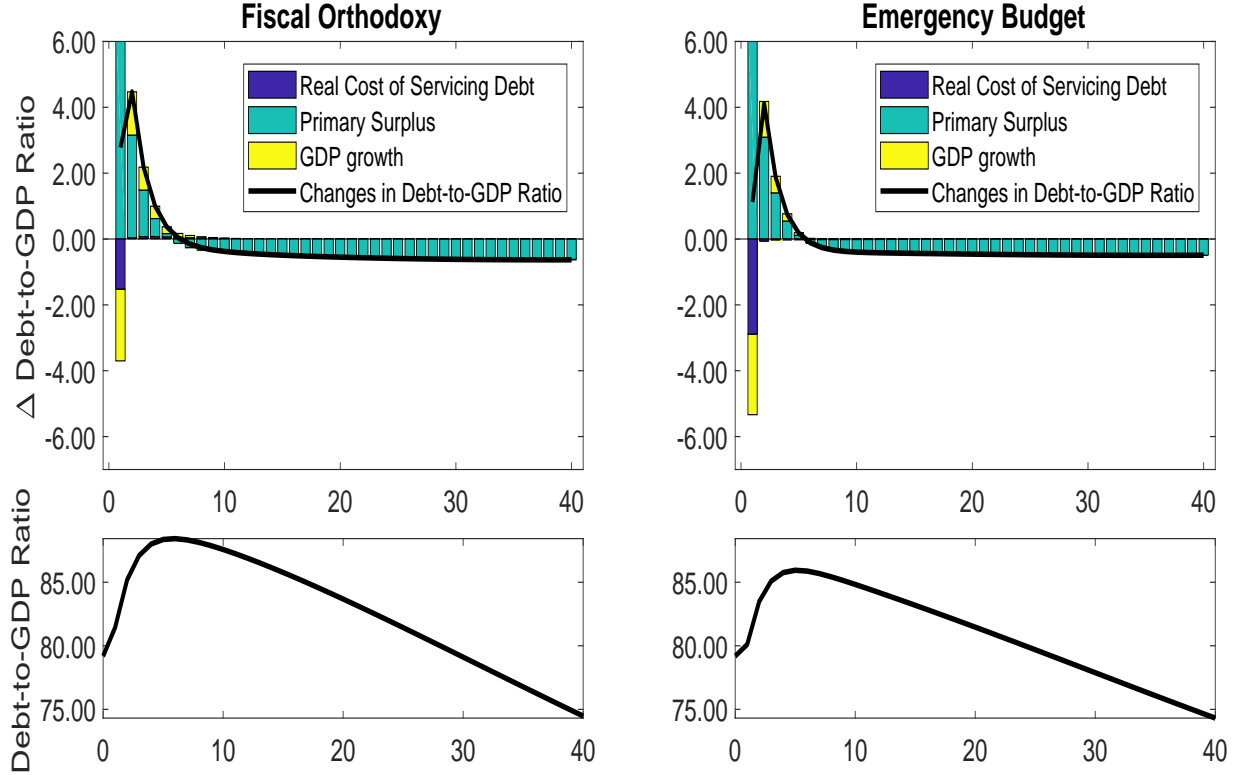 Fiscal Orthodoxy
6.00
4.00
2.00
0.00
-2.00
-4.00
-6.00
Δ Debt-to-GDP Ratio
Real Cost of Servicing Debt
Primary Surplus
GDP growth
Changes in Debt-to-GDP Ratio
0 10 20 30 40
Emergency Budget
6.00
4.00
2.00
0.00
-2.00
-4.00
-6.00
Real Cost of Servicing Debt
Primary Surplus
GDP growth
Changes in Debt-to-GDP Ratio
0 10 20 30 40
Debt-to-GDP Ratio
85.00
80.00
75.00
0 10 20 30 40
85.00
80.00
75.00
0 10 20 30 40